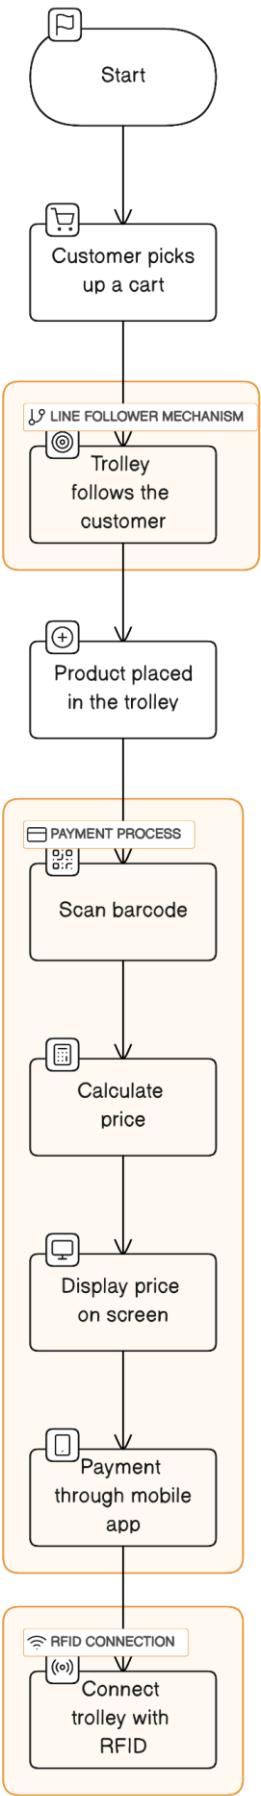 Start
Customer picks
up a cart
LINE FOLLOWER MECHANISM
Trolley
follows the
customer
Product placed
in the trolley
PAYMENT PROCESS
Scan barcode
Calculate
price
Display price
on screen
Payment
through mobile
app
RFID CONNECTION
Connect
trolley with
RFID